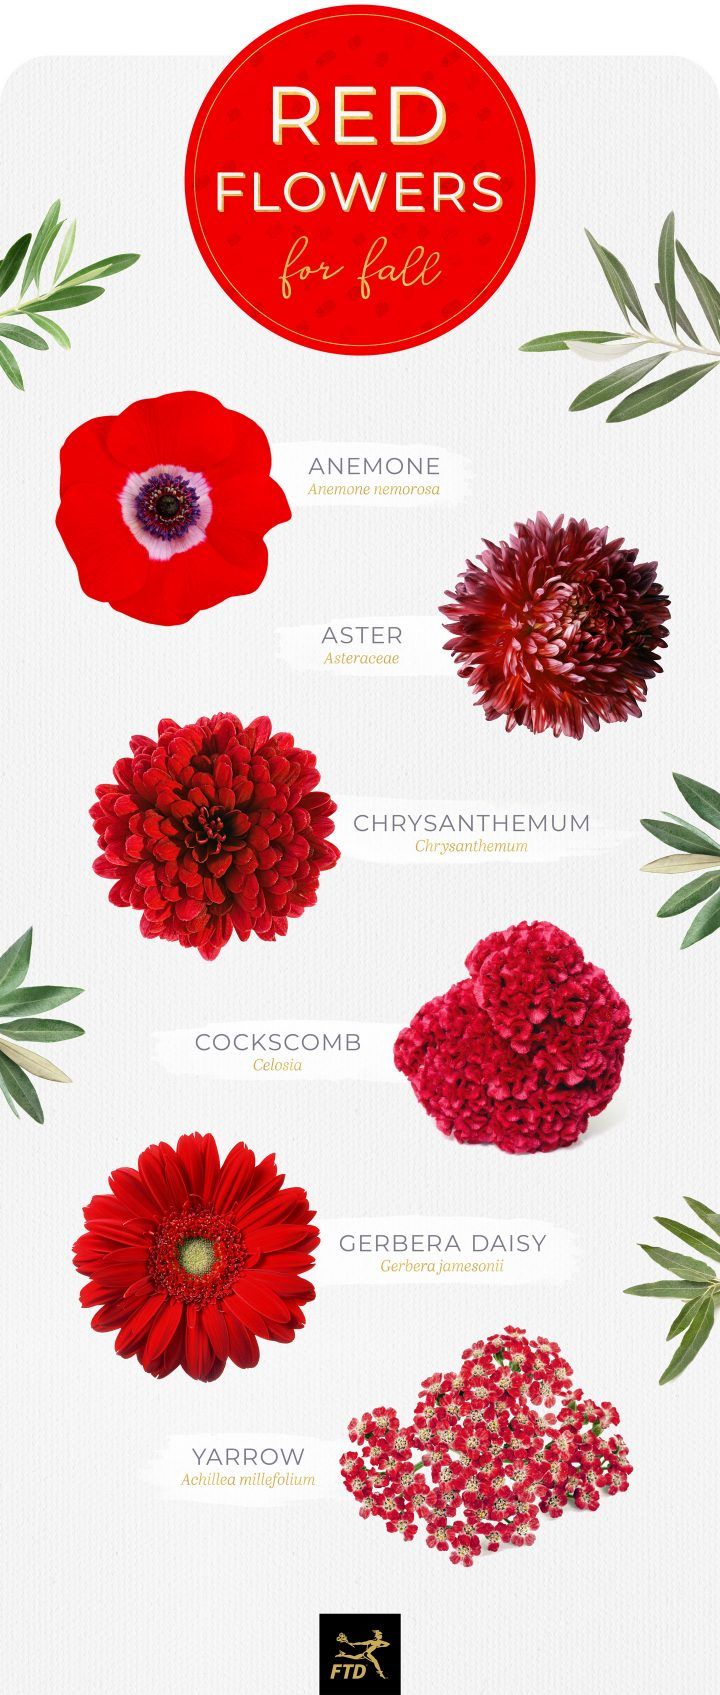 RED
FLOWERS
for fall
ANEMONE
Anemone nemorosa
ASTER
Asteraceae
CHRYSANTHEMUM
Chrysanthemum
COCKSCOMB
Celosia
GERBERA DAISY
Gerbera jamesonii
YARROW
Achillea millefolium
FTD